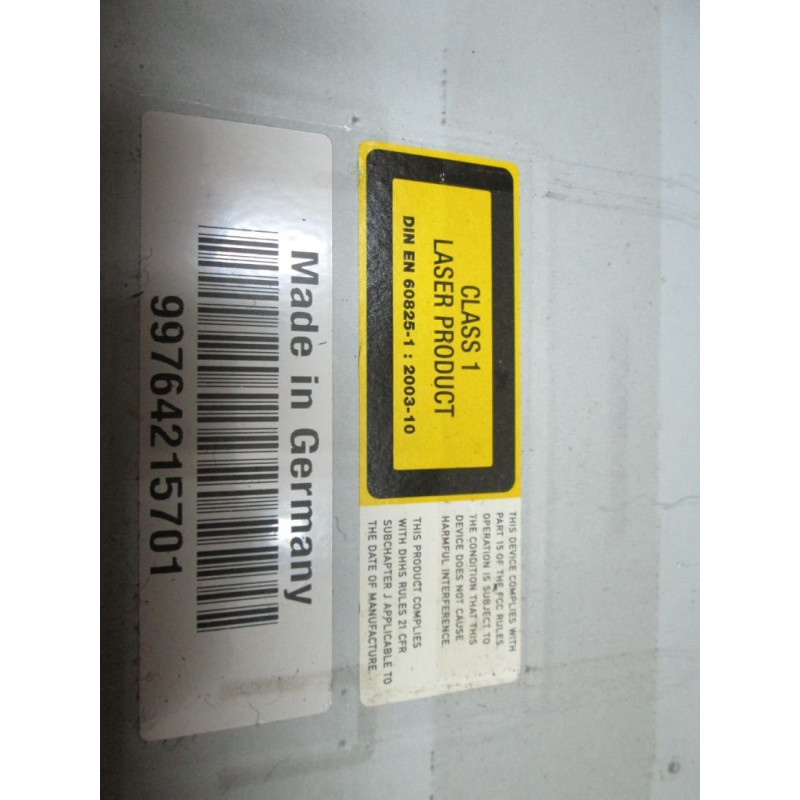 CLASS 1
LASER PRODUCT
DIN EN 60825-1 : 2003-10
THIS DEVICE COMPLIES WITH
PART 15 OF THE FCC RULES
OPERATION IS SUBJECT TO
THE CONDITION THAT THIS
DEVICE DOES NOT CAUSE
HARMFUL INTERFERENCE
THIS PRODUCT COMPLIES
WITH DHHS RULES 21 CFR
SUBCHAPTER J APPLICABLE TO
THE DATE OF MANUFACTURE.
Made in Germany
99764215701